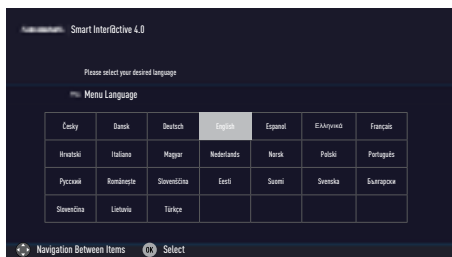 Smart Inter@ctive 4.0
Please select your desired language
Menu Language
Česky Dansk Deutsch English Espanol Ελληνικά Français
Hrvatski Italiano Magyar Nederlands Norsk Polski Português
Русский Românește Slovenščina Eesti Suomi Svenska Български
Slovenčina Lietuviu Türkçe
Navigation Between Items OK Select